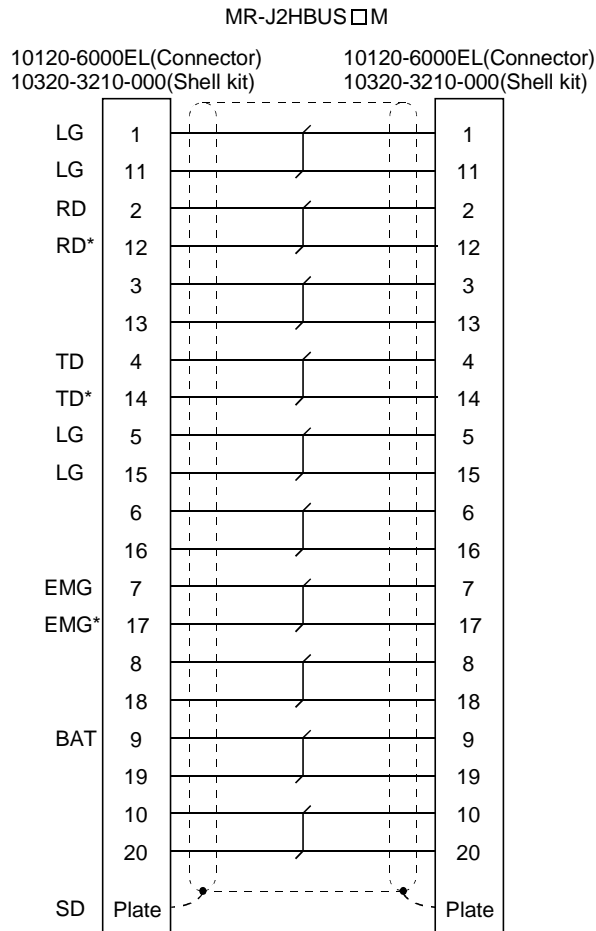 MR-J2HBUS□M
10120-6000EL(Connector) 10120-6000EL(Connector)
10320-3210-000(Shell kit) 10320-3210-000(Shell kit)
LG 1 1
LG 11 11
RD 2 2
RD* 12 12
3 3
13 13
TD 4 4
TD* 14 14
LG 5 5
LG 15 15
6 6
16 16
EMG 7 7
EMG* 17 17
8 8
18 18
BAT 9 9
19 19
10 10
20 20
SD Plate Plate